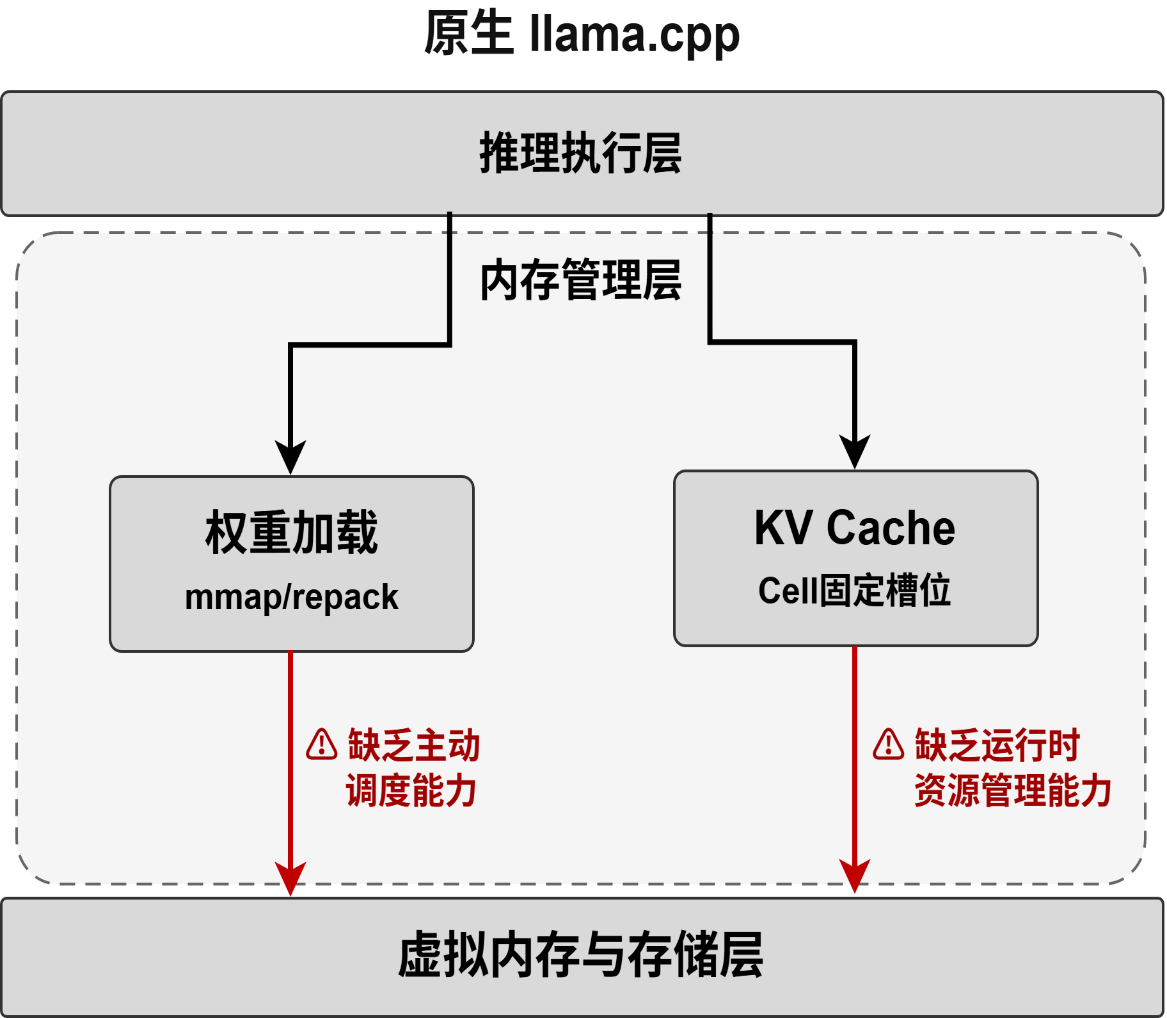 原生 llama.cpp
推理执行层
内存管理层
权重加载
mmap/repack
KV Cache
Cell固定槽位
缺乏主动
调度能力
缺乏运行时
资源管理能力
虚拟内存与存储层